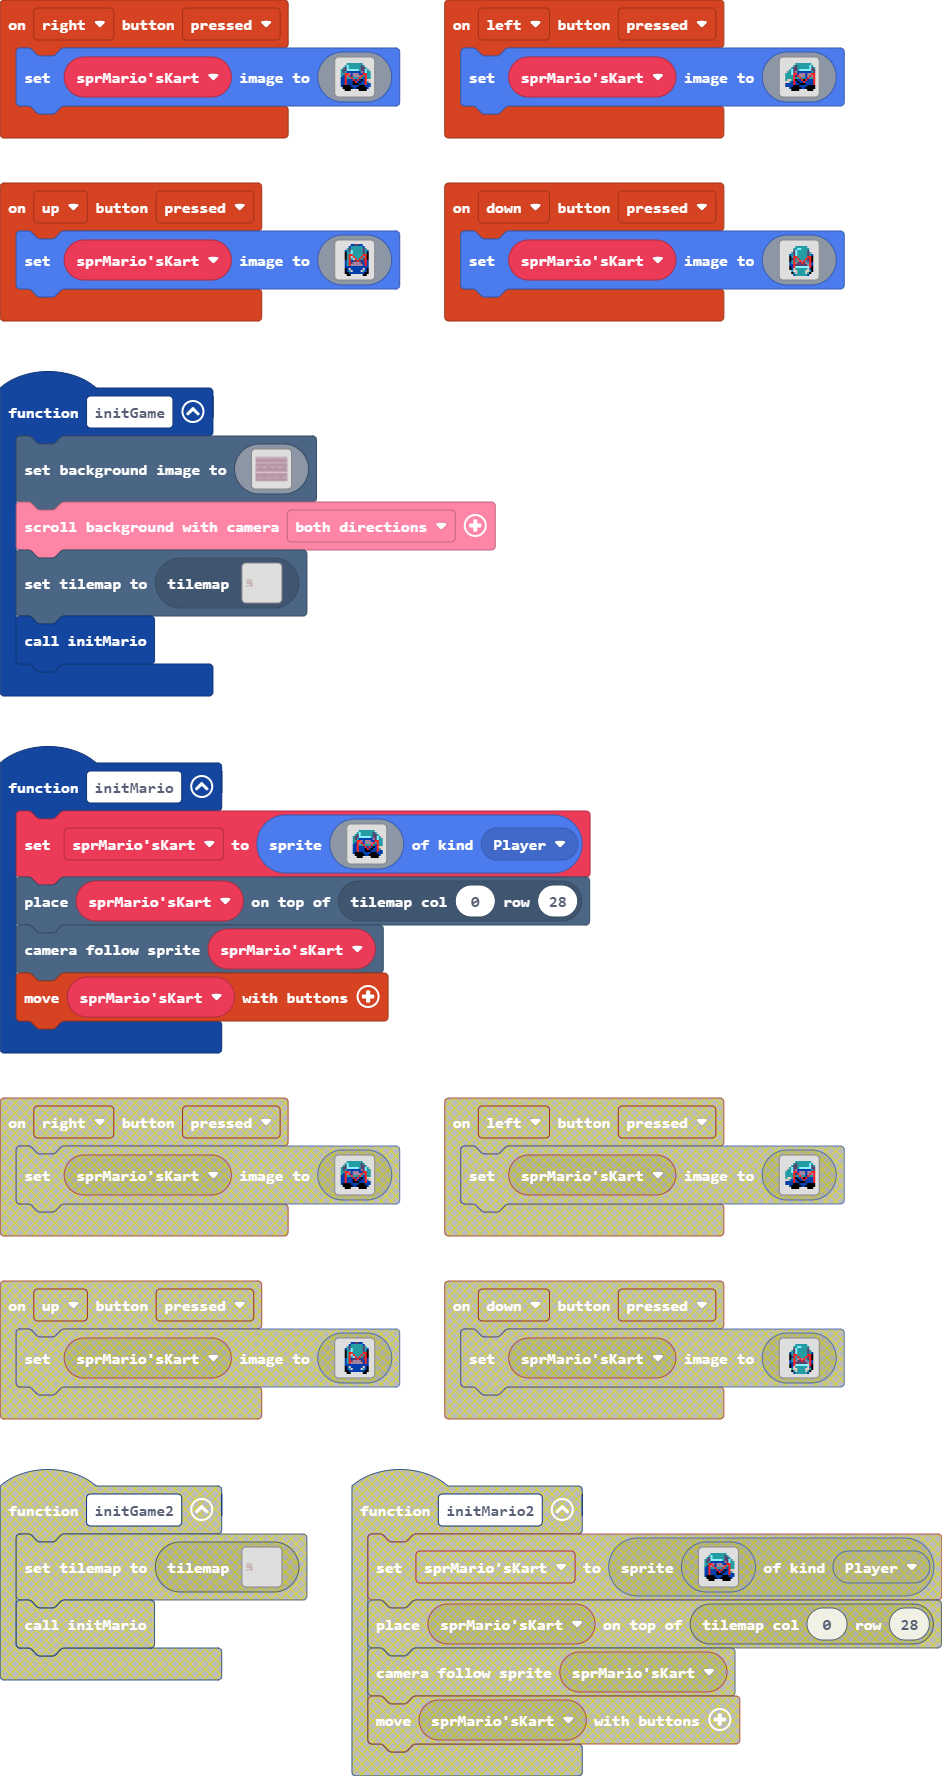 on right button pressed
set sprMario'sKart image to
on left button pressed
set sprMario'sKart image to
on up button pressed
set sprMario'sKart image to
on down button pressed
set sprMario'sKart image to
function initGame
set background image to
scroll background with camera both directions
set tilemap to tilemap
call initMario
function initMario
set sprMario'sKart to sprite of kind Player
place sprMario'sKart on top of tilemap col 0 row 28
camera follow sprite sprMario'sKart
move sprMario'sKart with buttons
on right button pressed
set sprMario'sKart image to
on left button pressed
set sprMario'sKart image to
on up button pressed
set sprMario'sKart image to
on down button pressed
set sprMario'sKart image to
function initGame2
set tilemap to tilemap
call initMario
function initMario2
set sprMario'sKart to sprite of kind Player
place sprMario'sKart on top of tilemap col 0 row 28
camera follow sprite sprMario'sKart
move sprMario'sKart with buttons